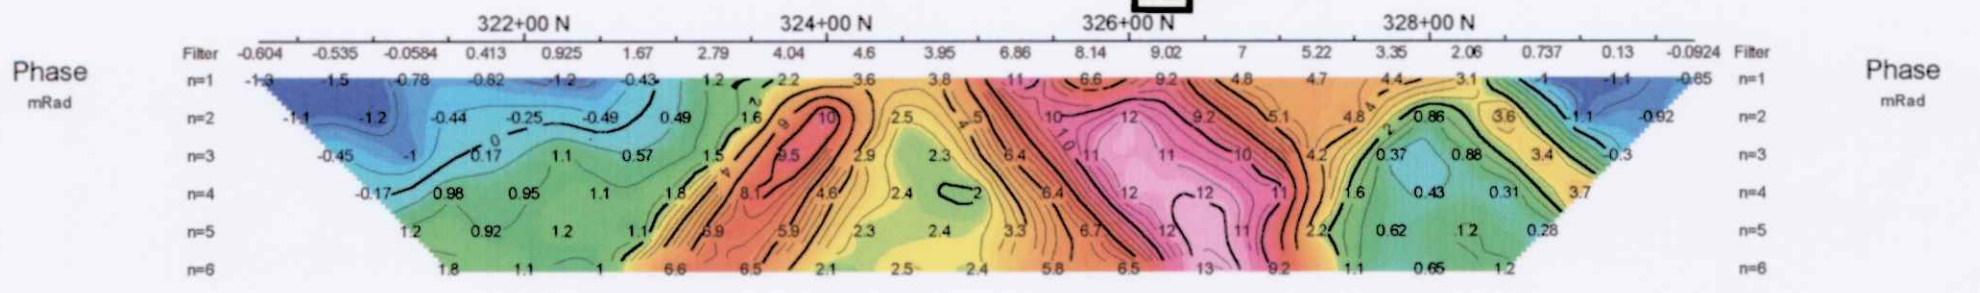 322+00 N 324+00 N 326+00 N 328+00 N
Filter -0.604 -0.535 -0.0584 0.413 0.925 1.67 2.79 4.04 4.6 3.95 6.86 8.14 9.02 7 5.22 3.35 2.06 0.737 0.13 -0.0924 Filter
Phase Phase
mRad mRad
n=1 -1.3 -1.5 -0.78 -0.62 -1.2 -0.43 1.2 2.2 3.6 3.8 11 6.6 9.2 4.8 4.7 4.4 3.1 -1 -1.1 -0.65 n=1
n=2 -1.1 -1.2 -0.44 -0.25 -0.49 0.49 1.6 10 2.5 5 10 12 9.2 5.1 4.8 0.86 3.6 -1.1 -0.92 n=2
n=3 -0.45 -1 0.17 1.1 0.57 1.5 9.5 2.9 2.3 6.4 11 11 10 4.2 0.37 0.88 3.4 -0.3 n=3
n=4 -0.17 0.98 0.95 1.1 1.8 8.1 4.6 2.4 2 6.4 12 12 11 1.6 0.43 0.31 3.7 n=4
n=5 1.2 0.92 1.2 1.1 6.9 5.9 2.3 2.4 3.3 6.7 12 11 2.2 0.62 1.2 0.28 n=5
n=6 1.8 1.1 1 6.6 6.5 2.1 2.5 2.4 5.8 6.5 13 9.2 1.1 0.65 1.2 n=6